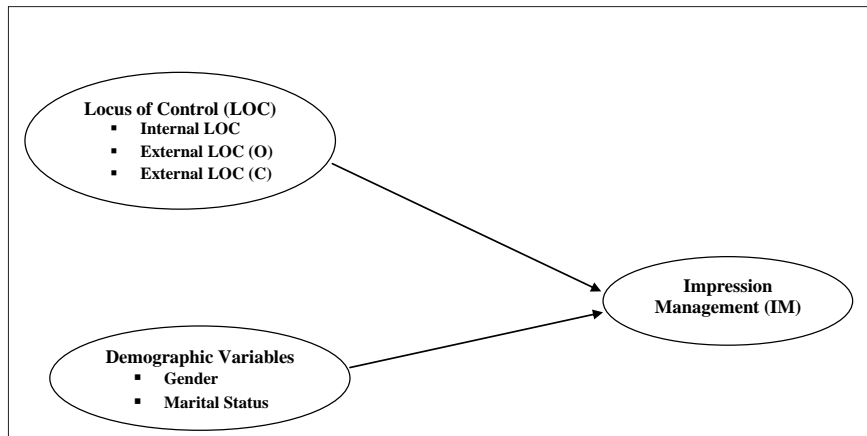 Locus of Control (LOC)
▪ Internal LOC
▪ External LOC (O)
▪ External LOC (C)
Impression
Management (IM)
Demographic Variables
▪ Gender
▪ Marital Status